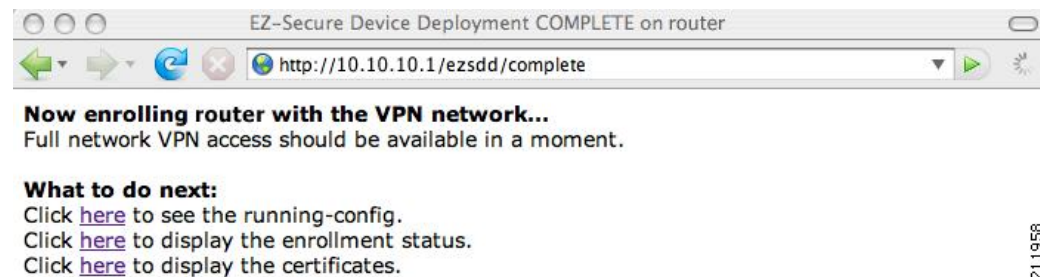 EZ-Secure Device Deployment COMPLETE on router
http://10.10.10.1/ezsdd/complete
Now enrolling router with the VPN network...
Full network VPN access should be available in a moment.
What to do next:
Click here to see the running-config.
Click here to display the enrollment status.
Click here to display the certificates.
211958